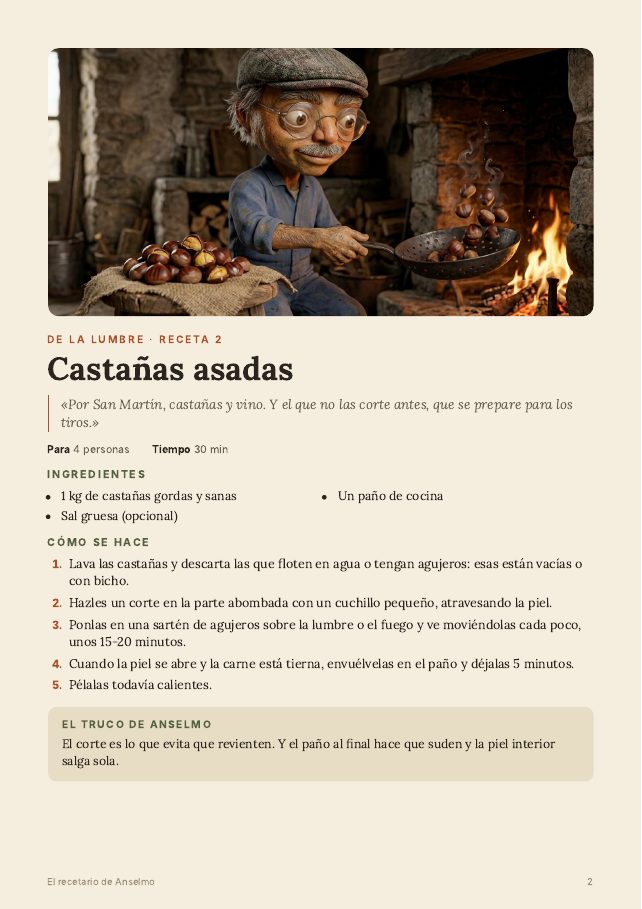 DE LA LUMBRE · RECETA 2
Castañas asadas
«Por San Martín, castañas y vino. Y el que no las corte antes, que se prepare para los
tiros.»
Para 4 personas Tiempo 30 min
INGREDIENTES
• 1 kg de castañas gordas y sanas
• Un paño de cocina
• Sal gruesa (opcional)
CÓMO SE HACE
1. Lava las castañas y descarta las que floten en agua o tengan agujeros: esas están vacías o
con bicho.
2. Hazles un corte en la parte abombada con un cuchillo pequeño, atravesando la piel.
3. Ponlas en una sartén de agujeros sobre la lumbre o el fuego y ve moviéndolas cada poco,
unos 15-20 minutos.
4. Cuando la piel se abre y la carne está tierna, envuélvelas en el paño y déjalas 5 minutos.
5. Pélalas todavía calientes.
EL TRUCO DE ANSELMO
El corte es lo que evita que revienten. Y el paño al final hace que suden y la piel interior
salga sola.
El recetario de Anselmo 2